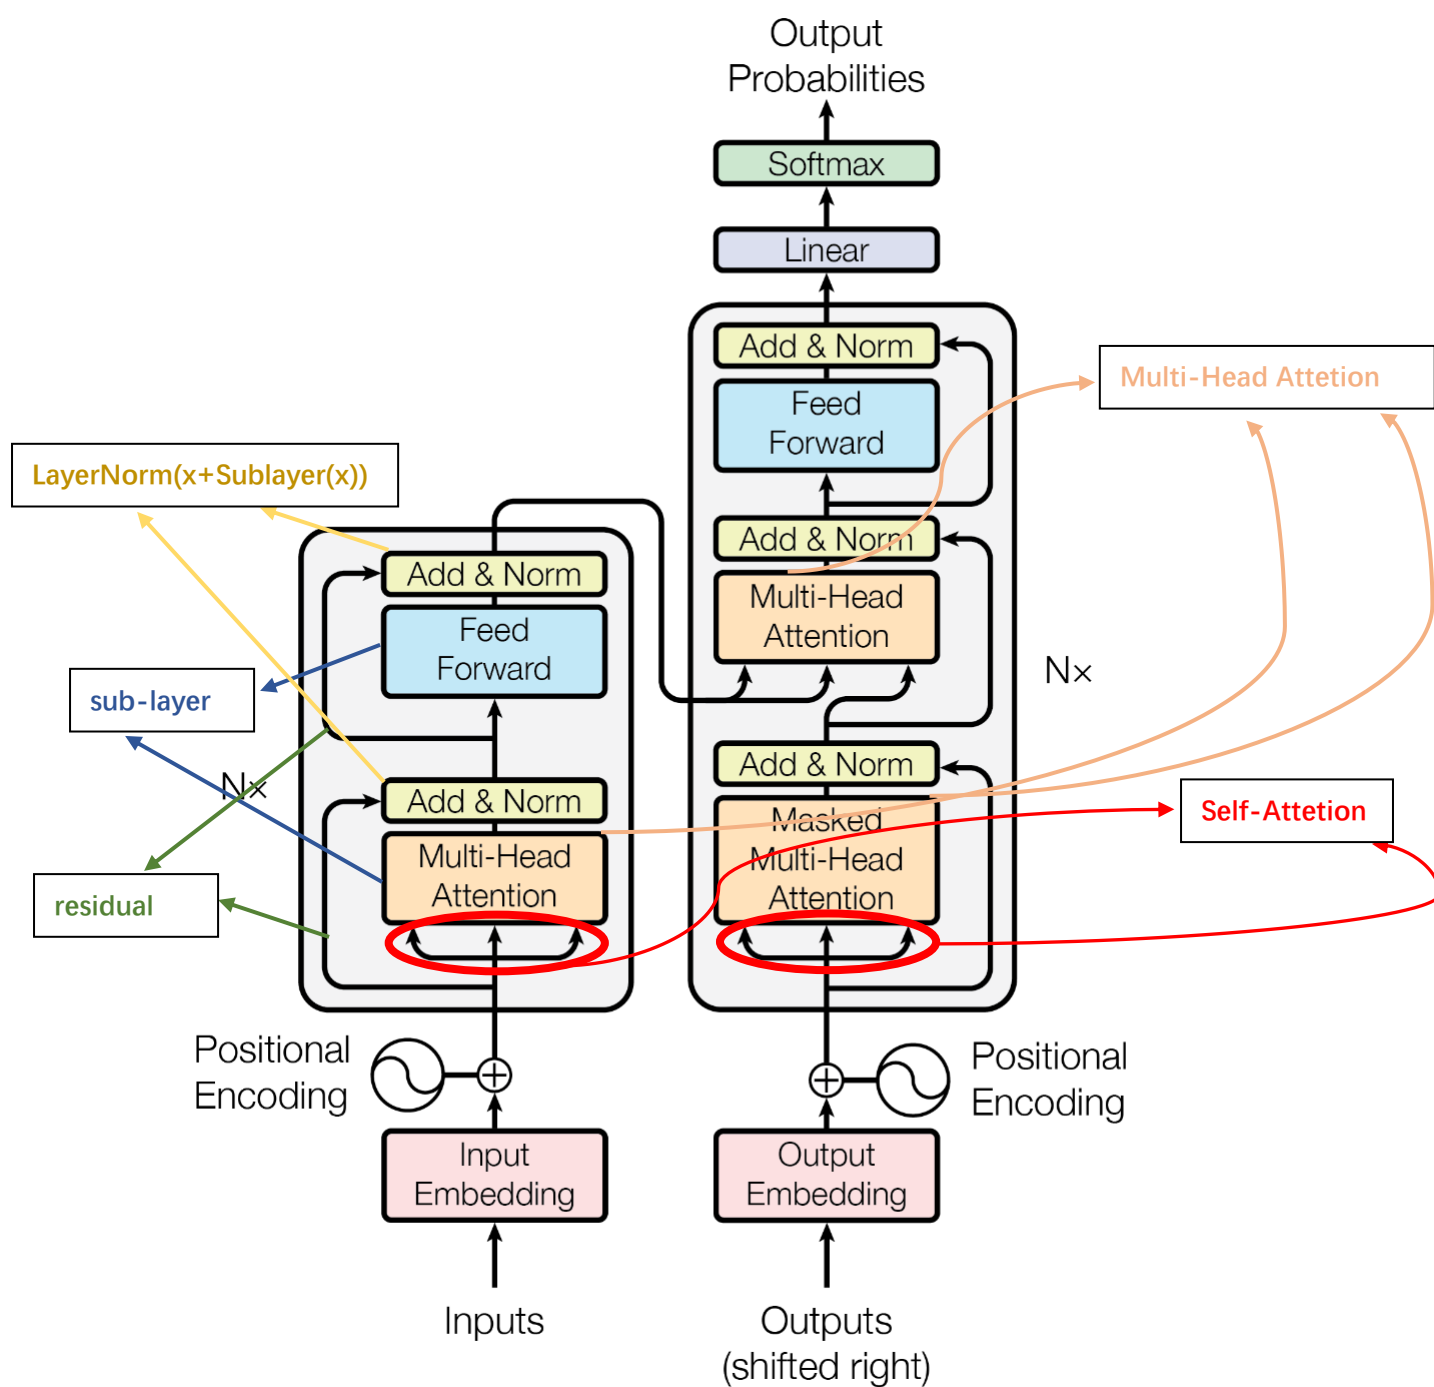 Output
Probabilities
Softmax
Linear
Add & Norm
Feed
Forward
Add & Norm
Multi-Head
Attention
Add & Norm
Masked
Multi-Head
Attention
Nx
Multi-Head Attetion
Self-Attetion
LayerNorm(x+Sublayer(x))
Add & Norm
Feed
Forward
sub-layer
Nx
Add & Norm
Multi-Head
Attention
residual
Positional
Encoding
Positional
Encoding
Input
Embedding
Output
Embedding
Inputs
Outputs
(shifted right)